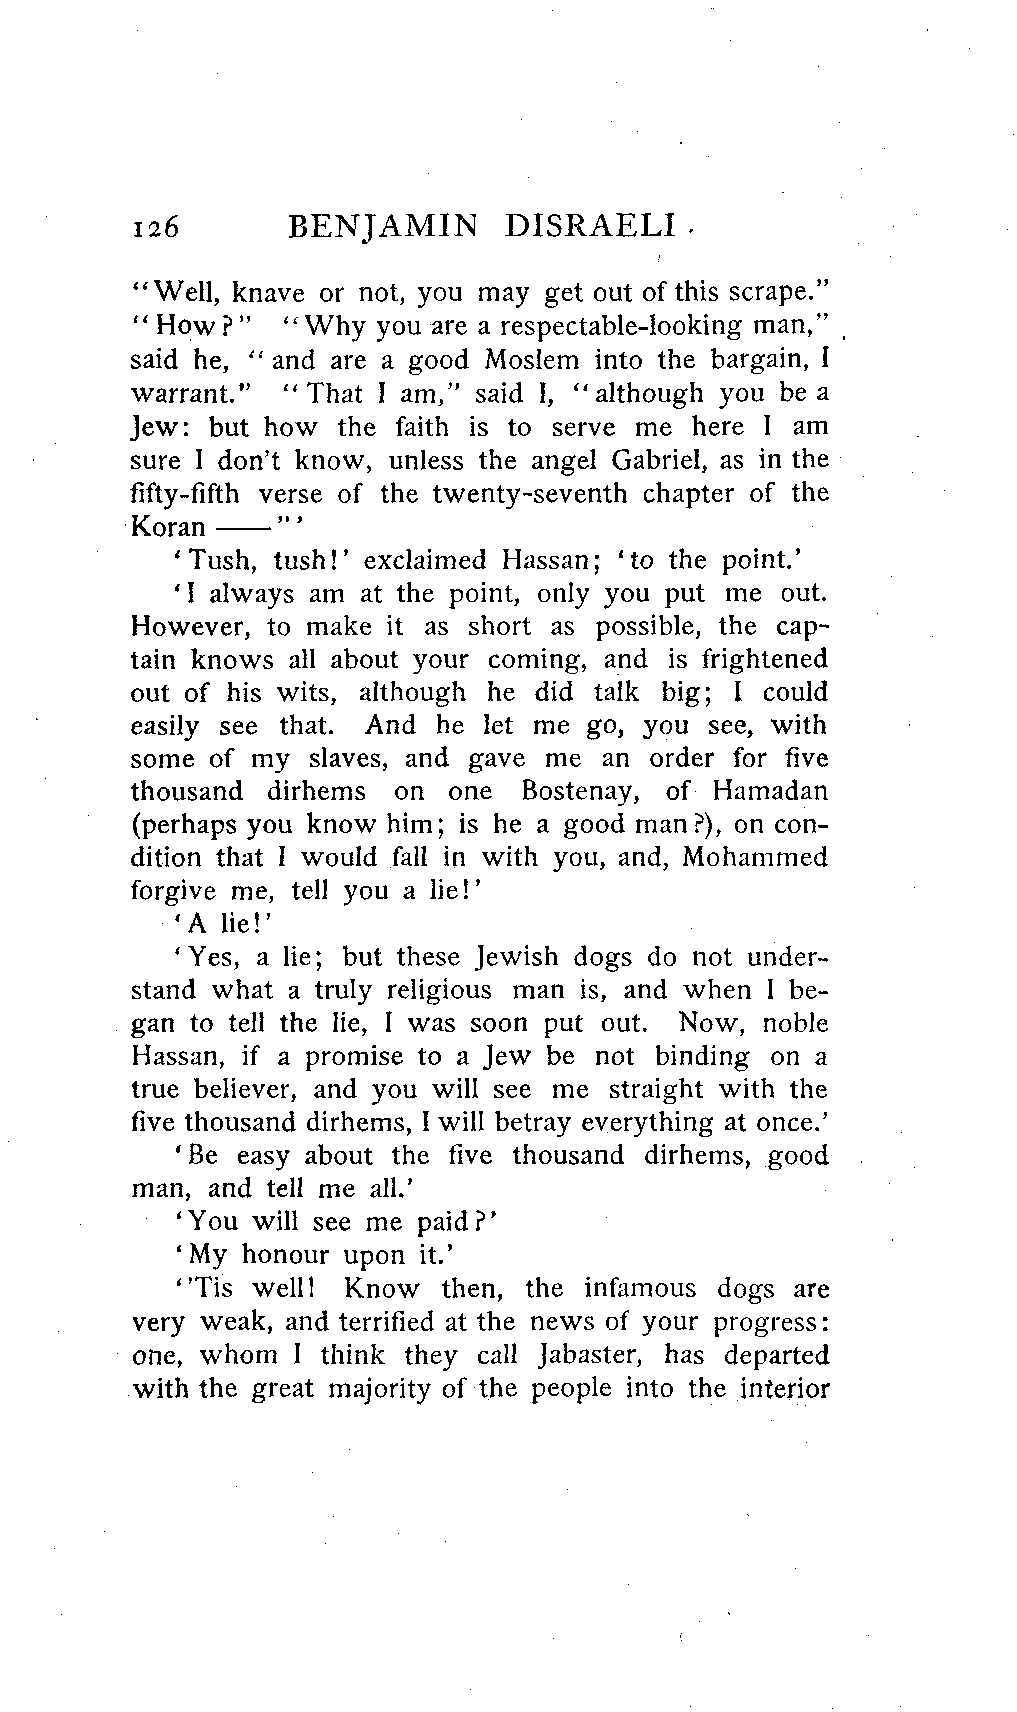 126 BENJAMIN DISRAELI.
“Well, knave or not, you may get out of this scrape.”
“How?” “Why you are a respectable-looking man,”
said he, “and are a good Moslem into the bargain, I
warrant.” “That I am,” said I, “although you be a
Jew: but how the faith is to serve me here I am
sure I don't know, unless the angel Gabriel, as in the
fifty-fifth verse of the twenty-seventh chapter of the
Koran ——”’
‘Tush, tush!’ exclaimed Hassan; ‘to the point.’
‘I always am at the point, only you put me out.
However, to make it as short as possible, the cap-
tain knows all about your coming, and is frightened
out of his wits, although he did talk big; I could
easily see that. And he let me go, you see, with
some of my slaves, and gave me an order for five
thousand dirhems on one Bostenay, of Hamadan
(perhaps you know him; is he a good man?), on con-
dition that I would fall in with you, and, Mohammed
forgive me, tell you a lie!’
‘A lie!’
‘Yes, a lie; but these Jewish dogs do not under-
stand what a truly religious man is, and when I be-
gan to tell the lie, I was soon put out. Now, noble
Hassan, if a promise to a Jew be not binding on a
true believer, and you will see me straight with the
five thousand dirhems, I will betray everything at once.’
‘Be easy about the five thousand dirhems, good
man, and tell me all.’
‘You will see me paid?’
‘My honour upon it.’
‘'Tis well! Know then, the infamous dogs are
very weak, and terrified at the news of your progress:
one, whom I think they call Jabaster, has departed
with the great majority of the people into the interior